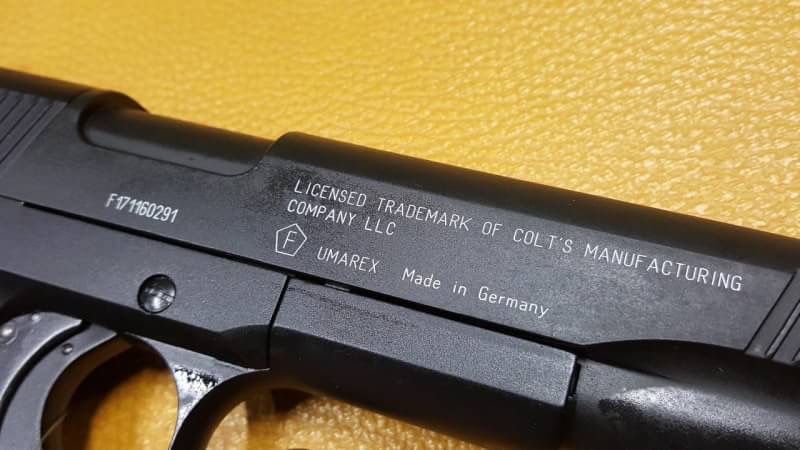 F171160291
LICENSED TRADEMARK OF COLT'S MANUFACTURING
COMPANY LLC
F UMAREX Made in Germany